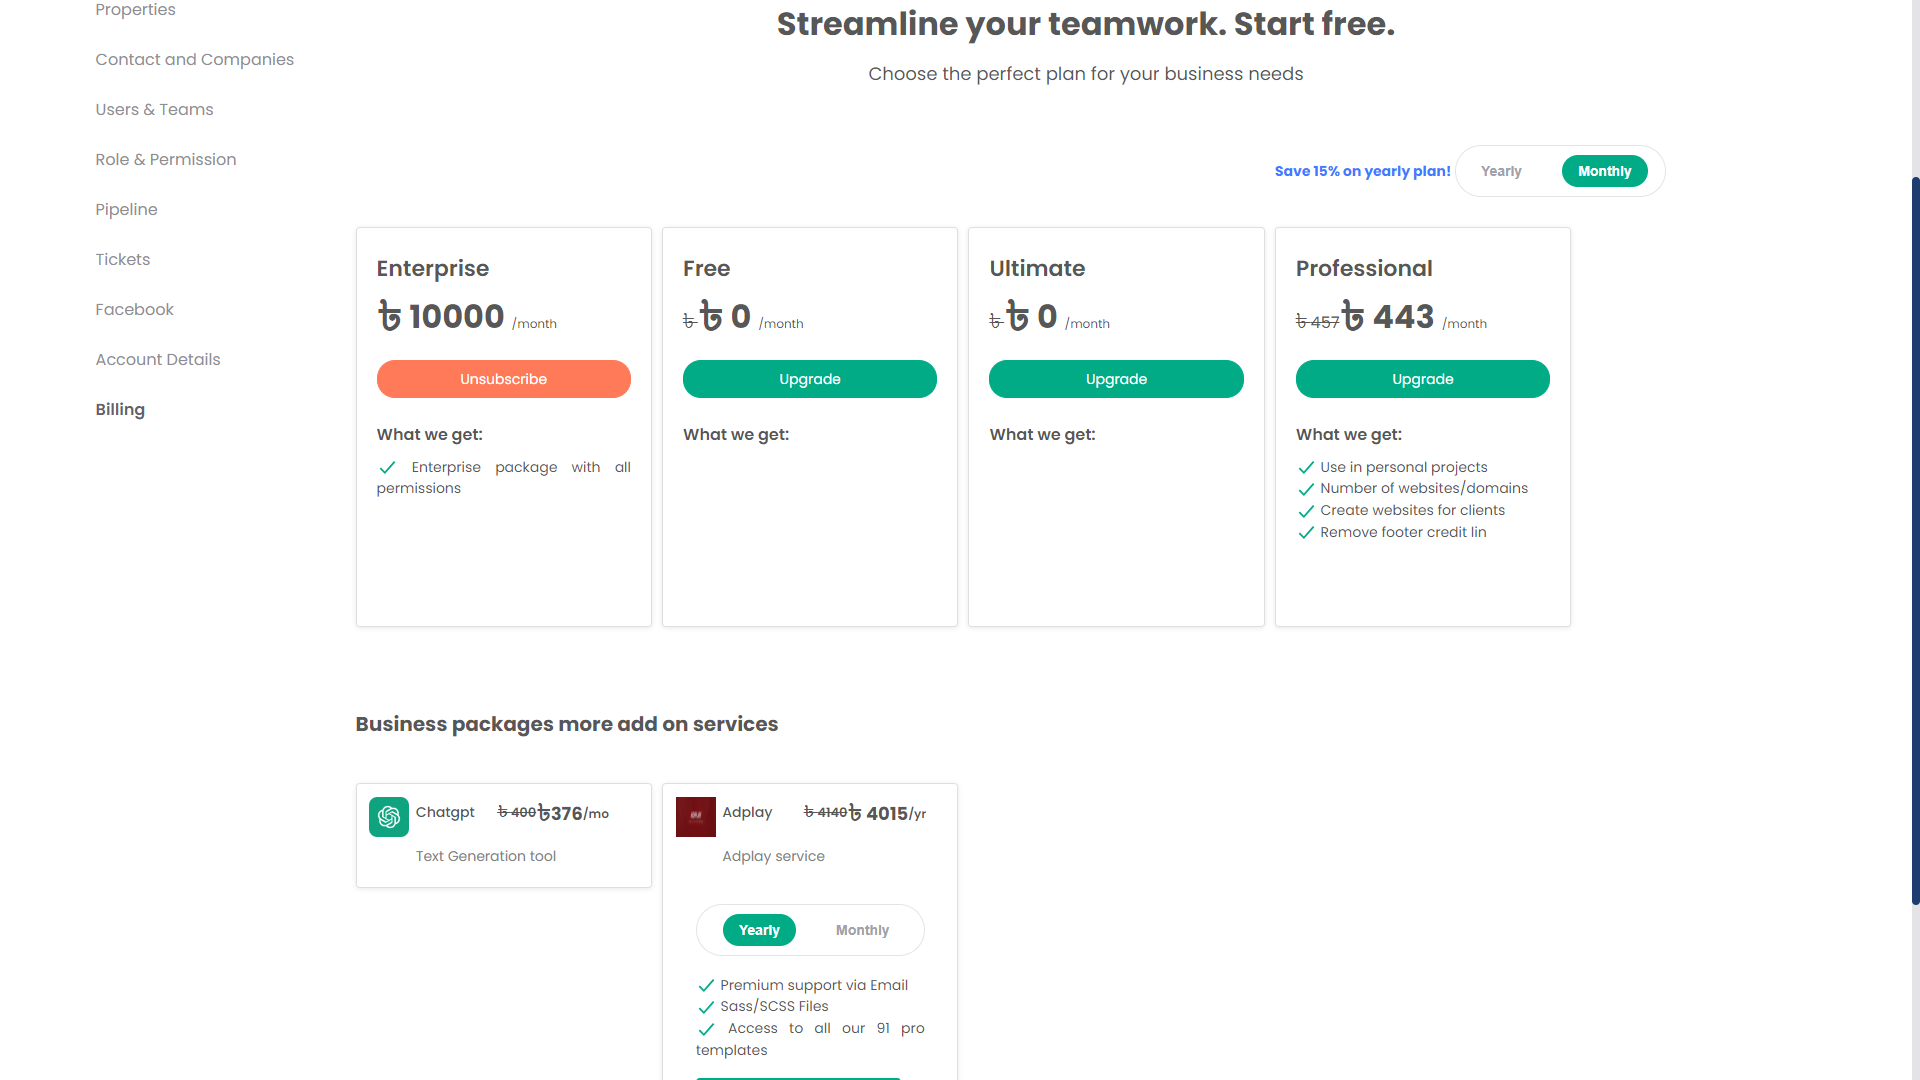 Properties
Contact and Companies
Users & Teams
Role & Permission
Pipeline
Tickets
Facebook
Account Details
Billing
Streamline your teamwork. Start free.
Choose the perfect plan for your business needs
Save 15% on yearly plan!
Yearly
Monthly
Enterprise
৳ 10000 /month
Unsubscribe
What we get:
Enterprise package with all
permissions
Free
৳ ৳ 0 /month
Upgrade
What we get:
Ultimate
৳ ৳ 0 /month
Upgrade
What we get:
Professional
৳ 457 ৳ 443 /month
Upgrade
What we get:
Use in personal projects
Number of websites/domains
Create websites for clients
Remove footer credit lin
Business packages more add on services
Chatgpt ৳ 400 ৳376/mo
Text Generation tool
Adplay ৳ 4140 ৳ 4015/yr
Adplay service
Yearly
Monthly
Premium support via Email
Sass/SCSS Files
Access to all our 91 pro
templates